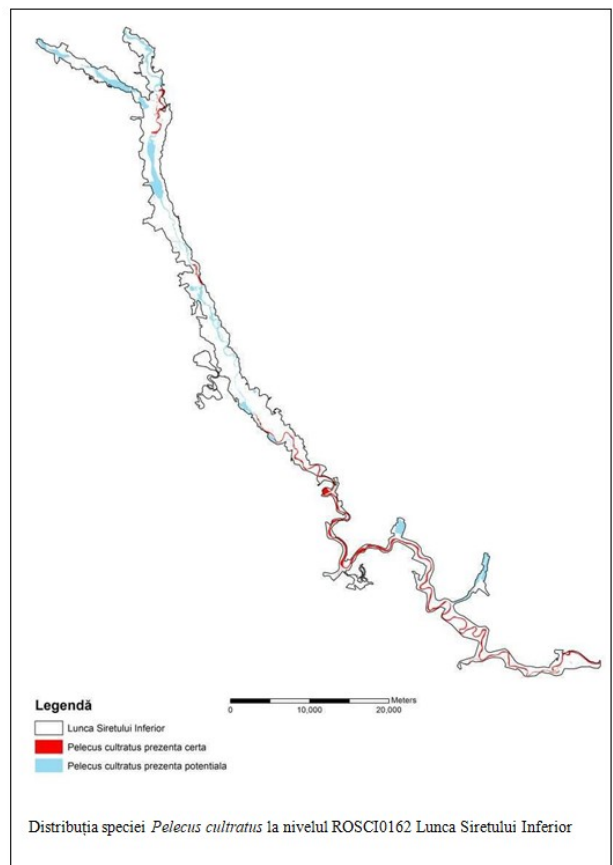 Legendă
Lunca Siretului Inferior
Pelecus cultratus prezenta certa
Pelecus cultratus prezenta potentiala
Meters
0 10,000 20,000
Distribuția speciei Pelecus cultratus la nivelul ROSCI0162 Lunca Siretului Inferior